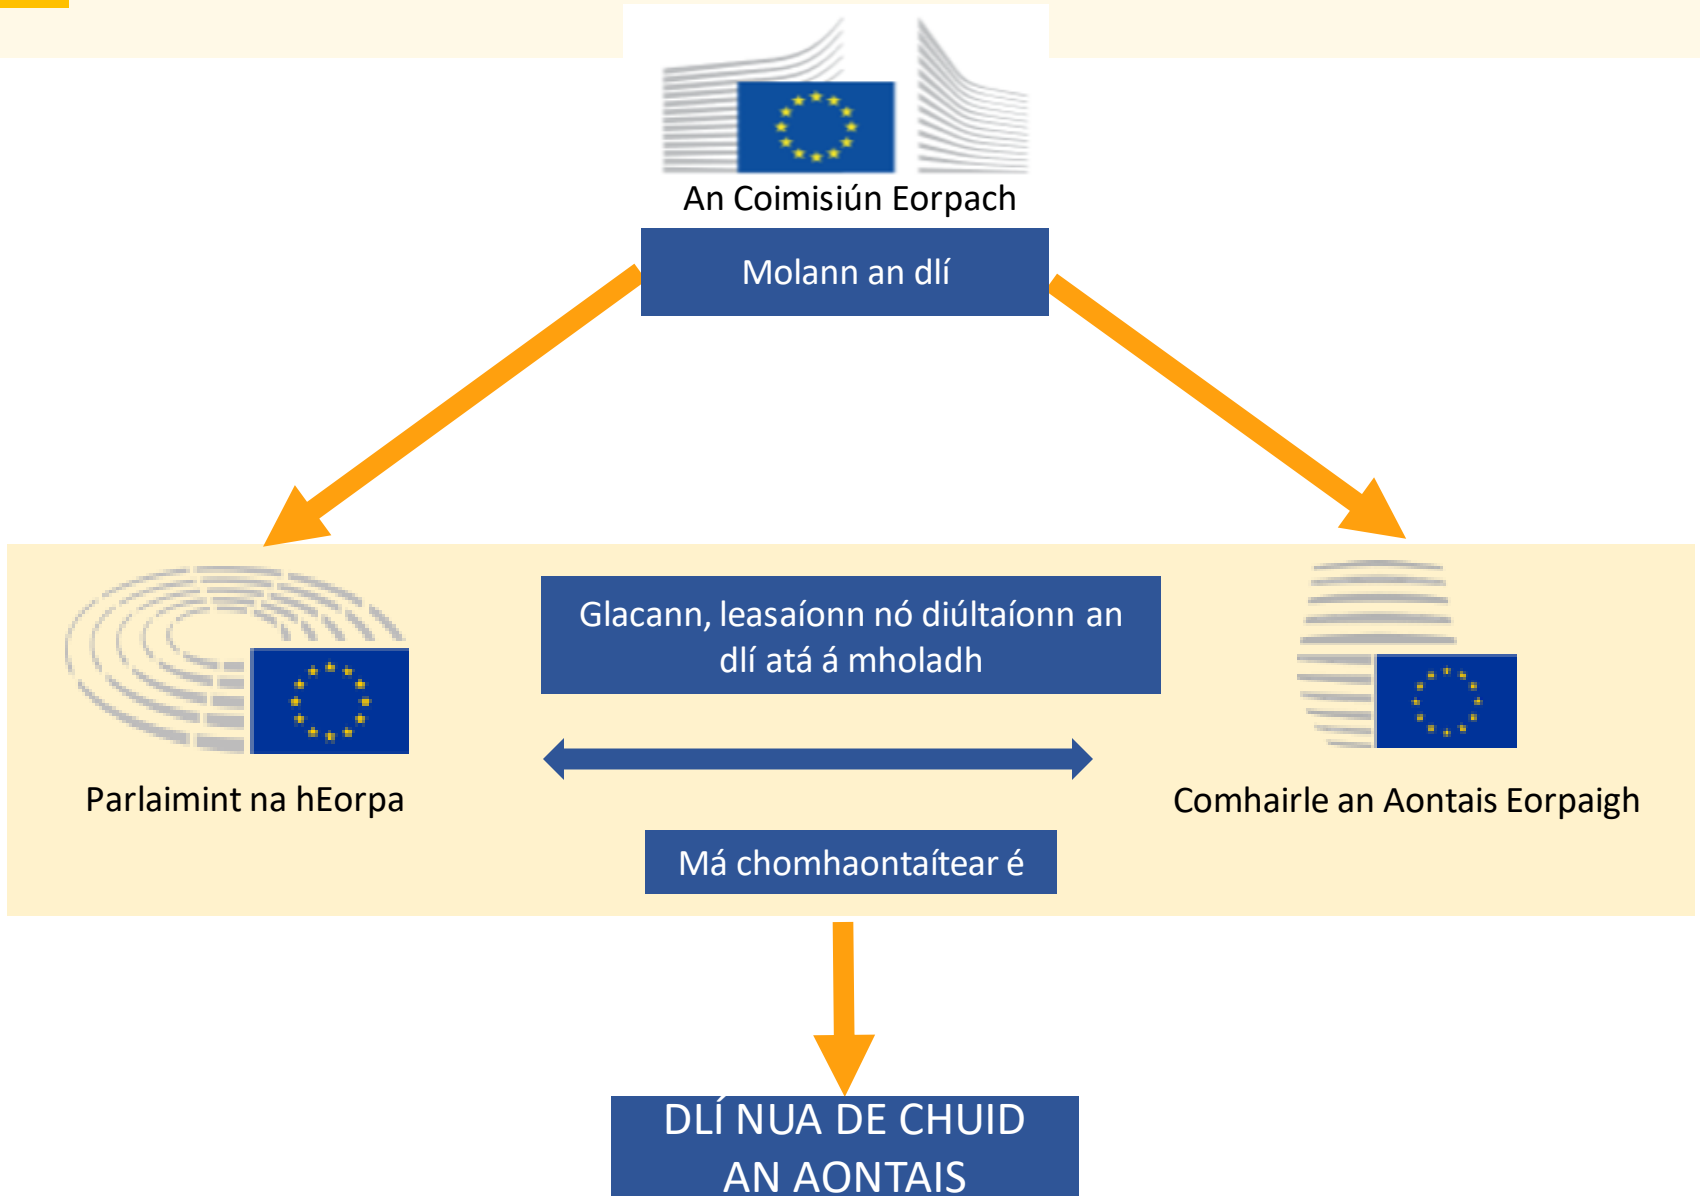 An Coimisiún Eorpach
Molann an dlí
Glacann, leasaíonn nó diúltaíonn an
dlí atá á mholadh
Parlaimint na hEorpa
Comhairle an Aontais Eorpaigh
Má chomhaontaítear é
DLÍ NUA DE CHUID
AN AONTAIS